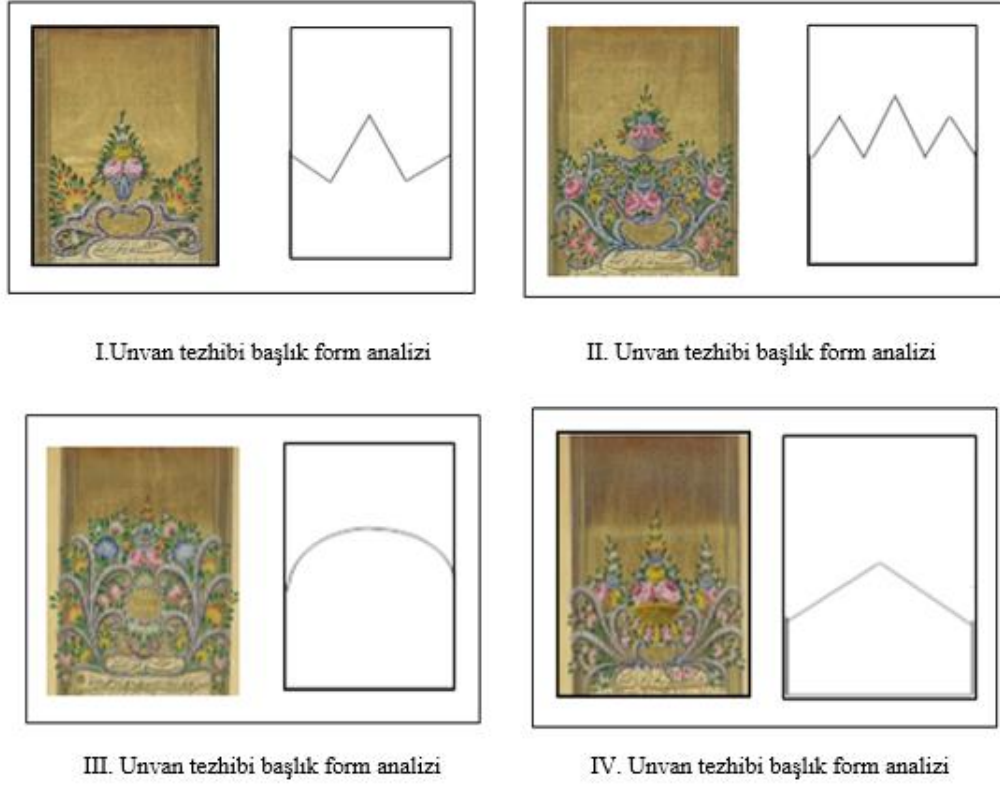 I.Unvan tezhibi başlık form analizi
II. Unvan tezhibi başlık form analizi
III. Unvan tezhibi başlık form analizi
IV. Unvan tezhibi başlık form analizi